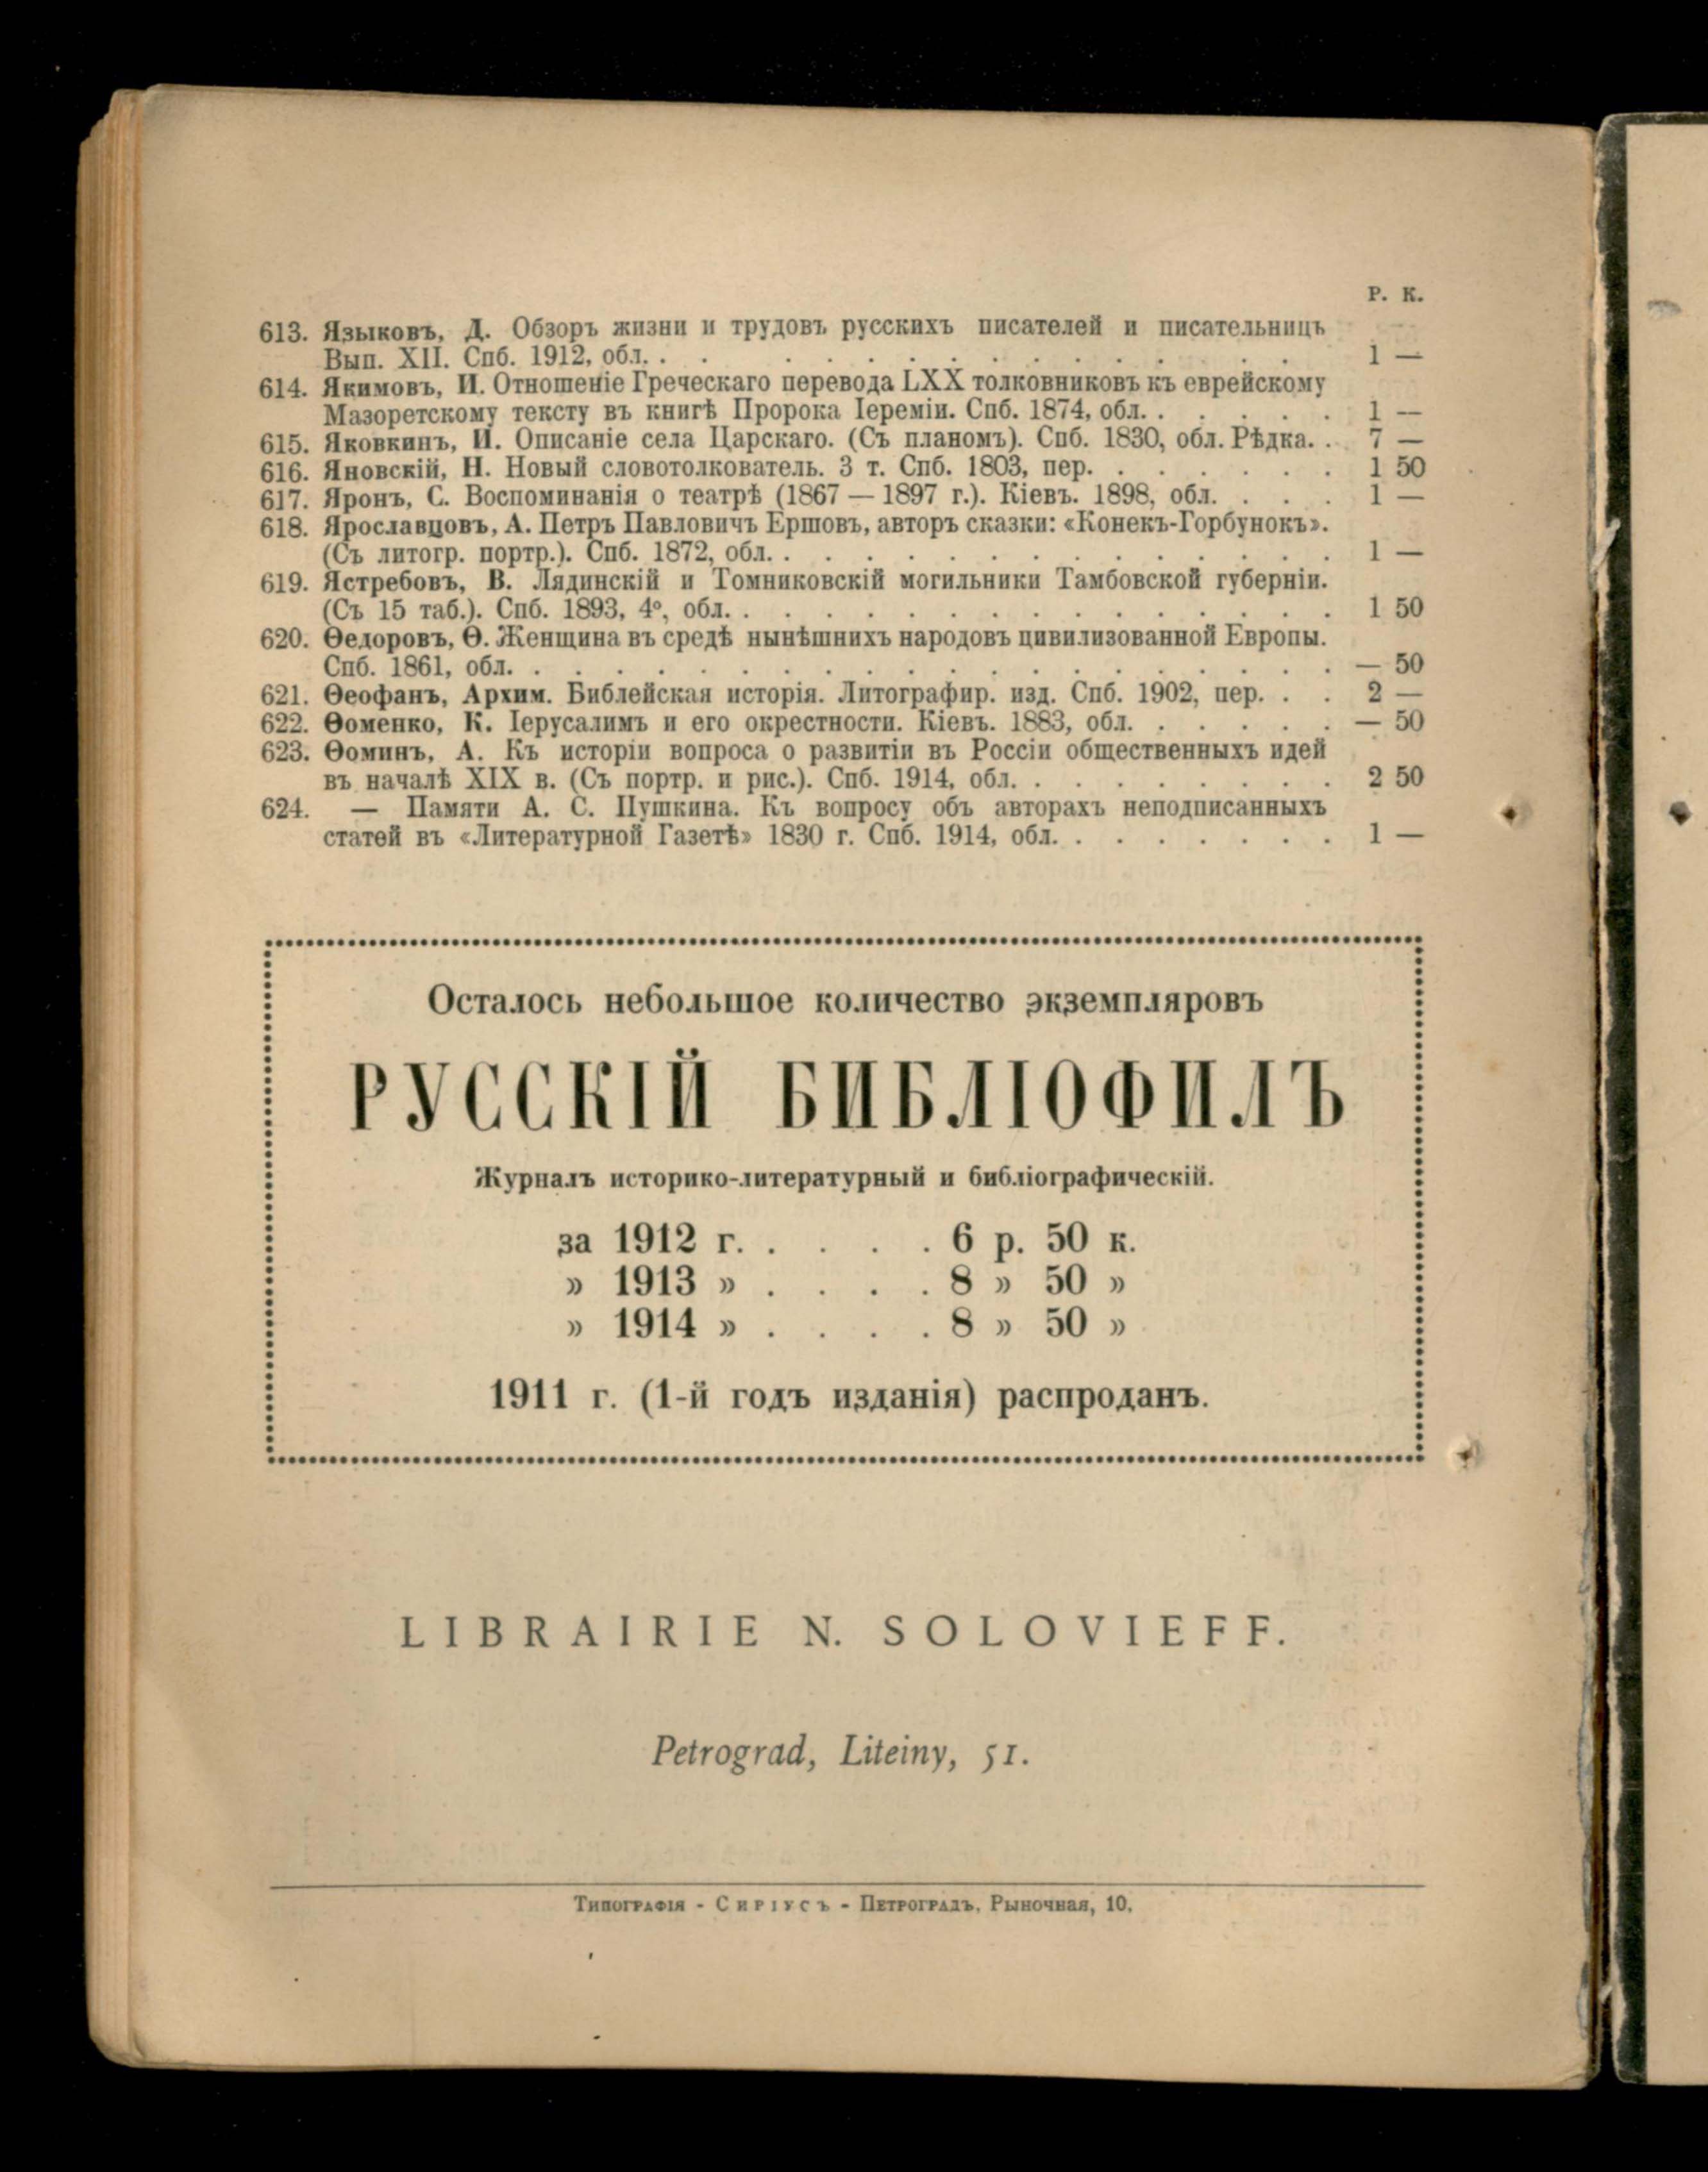 Р. К.
613. Языковъ, Д. Обзоръ жизни и трудовъ русскихъ писателей и писательницъ
Вып. XII. Спб. 1912, обл. . . . . . . . . . . . . . . . 1 —
614. Якимовъ, И. Отношеніе Греческаго перевода LXX толковниковъ къ еврейскому
Мазоретскому тексту въ книгѣ Пророка Іереміи. Спб. 1874, обл. . . . . . 1 —
615. Яковкинъ, И. Описаніе села Царскаго. (Съ планомъ). Спб. 1830, обл. Рѣдка. . 7 —
616. Яновскій, Н. Новый словотолкователь. 3 т. Спб. 1803, пер. . . . . . . 1 50
617. Яронъ, С. Воспоминанія о театрѣ (1867 — 1897 г.). Кіевъ. 1898, обл. . . . 1 —
618. Ярославцовъ, А. Петръ Павловичъ Ершовъ, авторъ сказки: «Конекъ-Горбунокъ».
(Съ литогр. портр.). Спб. 1872, обл. . . . . . . . . . . . . . . 1 —
619. Ястребовъ, В. Лядинскій и Томниковскій могильники Тамбовской губерніи.
(Съ 15 таб.). Спб. 1893, 4°, обл. . . . . . . . . . . . . . . . 1 50
620. Ѳедоровъ, Ѳ. Женщина въ средѣ нынѣшнихъ народовъ цивилизованной Европы.
Спб. 1861, обл. . . . . . . . . . . . . . . . . . . . . — 50
621. Ѳеофанъ, Архим. Библейская исторія. Литографир. изд. Спб. 1902, пер. . . 2 —
622. Ѳоменко, К. Іерусалимъ и его окрестности. Кіевъ. 1883, обл. . . . . . — 50
623. Ѳоминъ, А. Къ исторіи вопроса о развитіи въ Россіи общественныхъ идей
въ началѣ XIX в. (Съ портр. и рис.). Спб. 1914, обл. . . . . . . . . 2 50
624. — Памяти А. С. Пушкина. Къ вопросу объ авторахъ неподписанныхъ
статей въ «Литературной Газетѣ» 1830 г. Спб. 1914, обл. . . . . . . . 1 —
Осталось небольшое количество экземпляровъ
РУССКІЙ БИБЛІОФИЛЪ
Журналъ историко-литературный и библіографическій.
за 1912 г. . . . . 6 р. 50 к.
» 1913 » . . . . 8 » 50 »
» 1914 » . . . . 8 » 50 »
1911 г. (1-й годъ изданія) распроданъ.
LIBRAIRIE N. SOLOVIEFF.
Petrograd, Liteiny, 51.
Типографія - Сиріусъ - Петроградъ, Рыночная, 10.